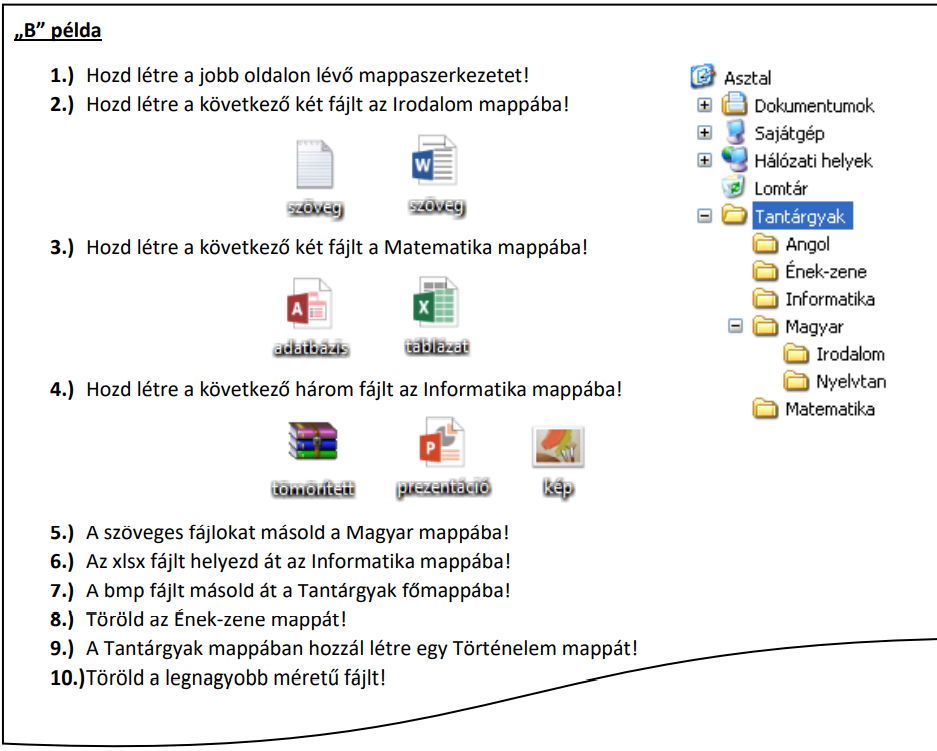 „B” példa
1.) Hozd létre a jobb oldalon lévő mappaszerkezetet!
2.) Hozd létre a következő két fájlt az Irodalom mappába!
szöveg szöveg
3.) Hozd létre a következő két fájlt a Matematika mappába!
adatbázis táblázat
4.) Hozd létre a következő három fájlt az Informatika mappába!
tömörített prezentáció kép
5.) A szöveges fájlokat másold a Magyar mappába!
6.) Az xlsx fájlt helyezd át az Informatika mappába!
7.) A bmp fájlt másold át a Tantárgyak főmappába!
8.) Töröld az Ének-zene mappát!
9.) A Tantárgyak mappában hozzál létre egy Történelem mappát!
10.)Töröld a legnagyobb méretű fájlt!
Asztal
Dokumentumok
Sajátgép
Hálózati helyek
Lomtár
Tantárgyak
Angol
Ének-zene
Informatika
Magyar
Irodalom
Nyelvtan
Matematika